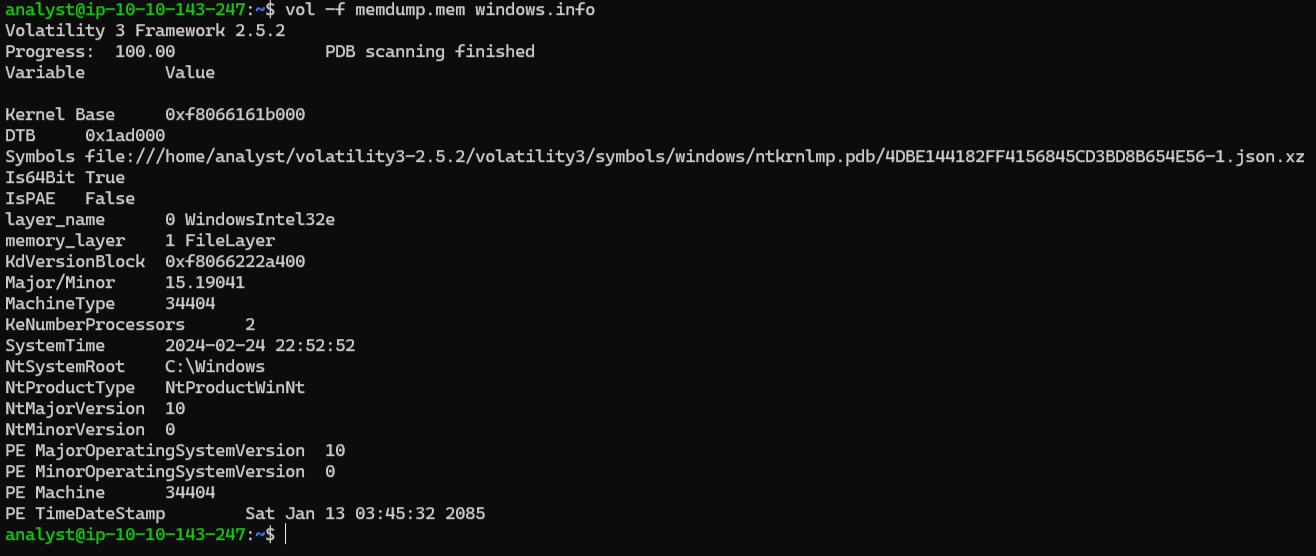 analyst@ip-10-10-143-247:~$ vol -f memdump.mem windows.info
Volatility 3 Framework 2.5.2
Progress:  100.00               PDB scanning finished
Variable        Value

Kernel Base     0xf8066161b000
DTB     0x1ad000
Symbols file:///home/analyst/volatility3-2.5.2/volatility3/symbols/windows/ntkrnlmp.pdb/4DBE144182FF4156845CD3BD8B654E56-1.json.xz
Is64Bit True
IsPAE   False
layer_name      0 WindowsIntel32e
memory_layer    1 FileLayer
KdVersionBlock  0xf8066222a400
Major/Minor     15.19041
MachineType     34404
KeNumberProcessors      2
SystemTime      2024-02-24 22:52:52
NtSystemRoot    C:\Windows
NtProductType   NtProductWinNt
NtMajorVersion  10
NtMinorVersion  0
PE MajorOperatingSystemVersion  10
PE MinorOperatingSystemVersion  0
PE Machine      34404
PE TimeDateStamp        Sat Jan 13 03:45:32 2085
analyst@ip-10-10-143-247:~$